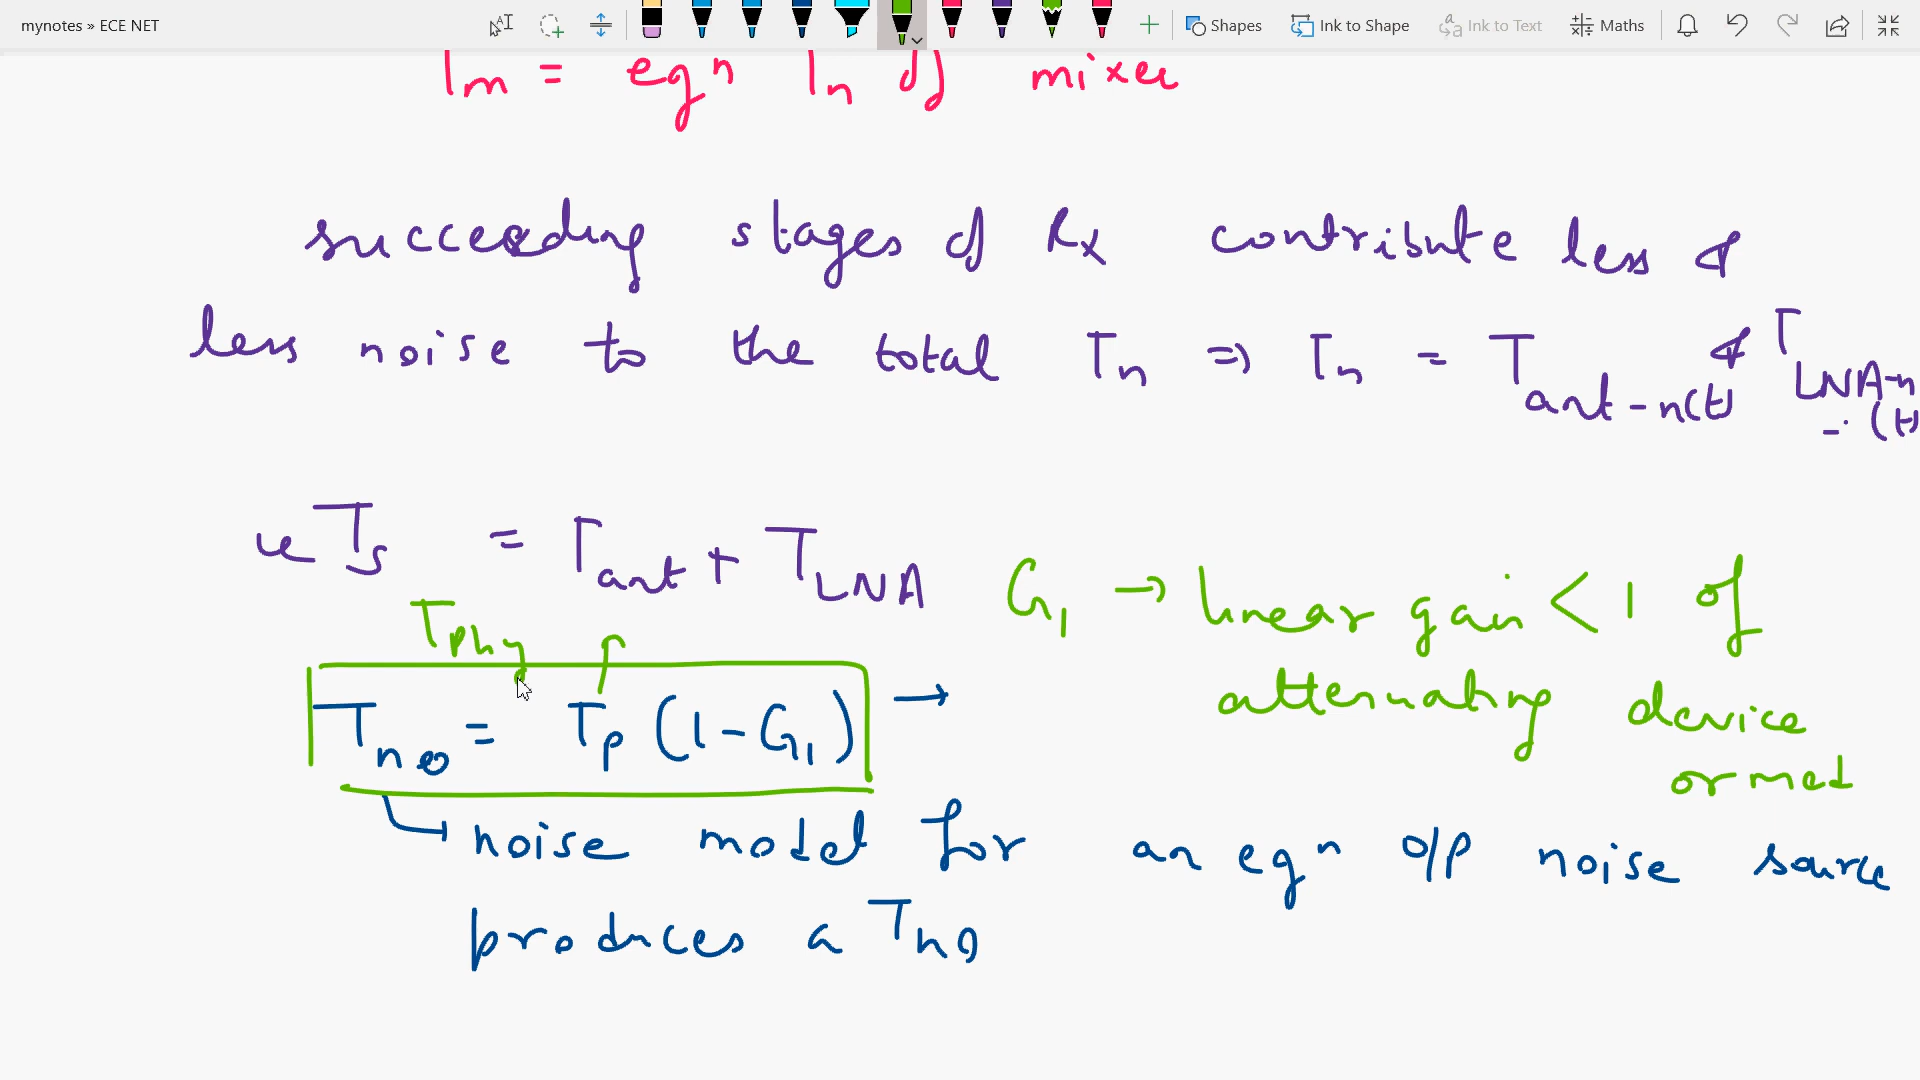 mynotes » ECE NET
Shapes Ink to Shape Ink to Text Maths
Tm = eqn Tn of mixer
succeeding stages of Rx contribute less &
less noise to the total Tn => Tn = Tant-n(t) & TLNA-n(t)
ie Ts = Tant + TLNA
G1 → linear gain < 1 of
Tphy
attenuating device
Tno = Tp (1 - G1) →
or med
noise model for an eqn o/p noise source
produces a Tno